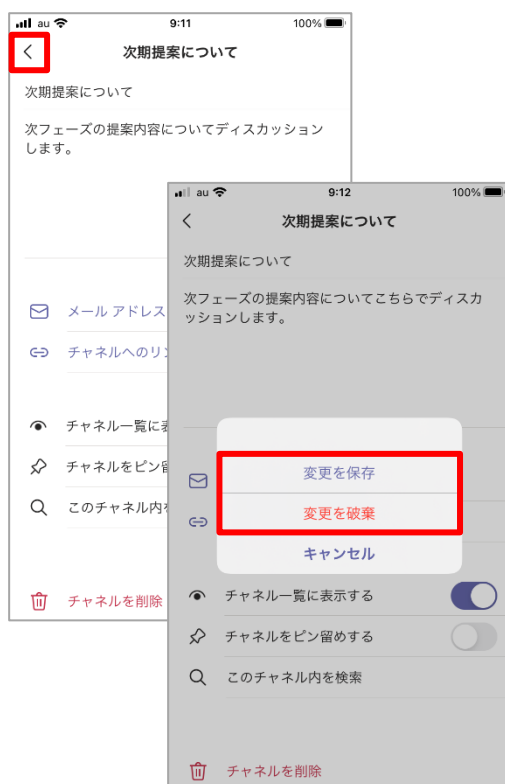 au 9:11 100%
次期提案について
次期提案について
次フェーズの提案内容についてディスカッション
します。
メール アドレス
チャネルへのリ
チャネル一覧に
チャネルをピン
このチャネル内
チャネルを削除
au 9:12 100%
次期提案について
次期提案について
次フェーズの提案内容についてこちらでディスカ
ッションします。
変更を保存
変更を破棄
キャンセル
チャネル一覧に表示する
チャネルをピン留めする
このチャネル内を検索
チャネルを削除